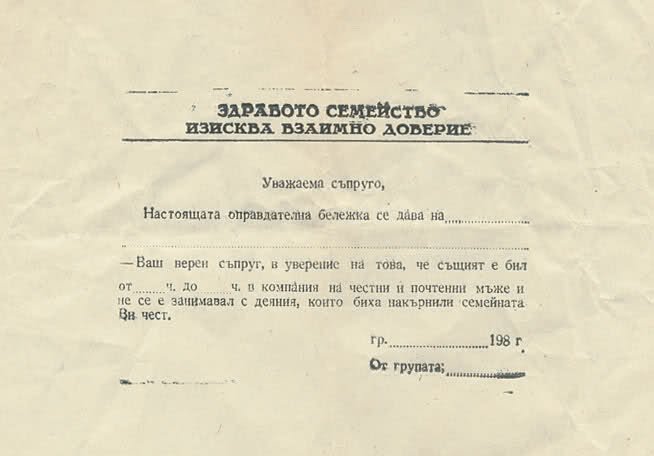 ЗДРАВОТО СЕМЕЙСТВО
ИЗИСКВА ВЗАИМНО ДОВЕРИЕ
Уважаема съпруго,
Настоящата оправдателна бележка се дава на..............
..............................
—Ваш верен съпруг, в уверение на това, че същият е бил
от........ч. до........ч. в компания на честни и почтени мъже и
не се е занимавал с деяния, които биха накърнили семейната
Ви чест.
гр.........................198 г.
От групата:....................